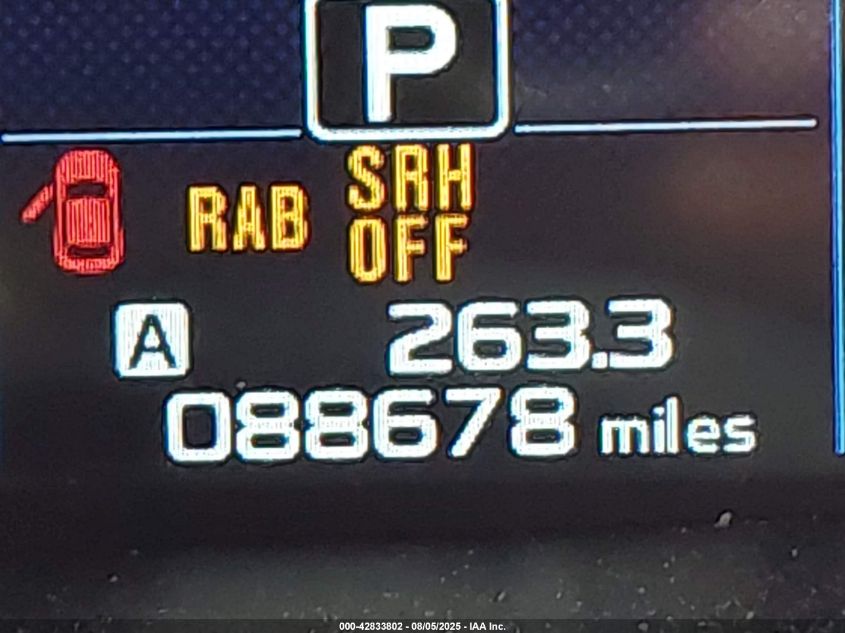 P
RAB SRH OFF
A 263.3
088678 miles
000-42833802 - 08/05/2025 - IAA Inc.